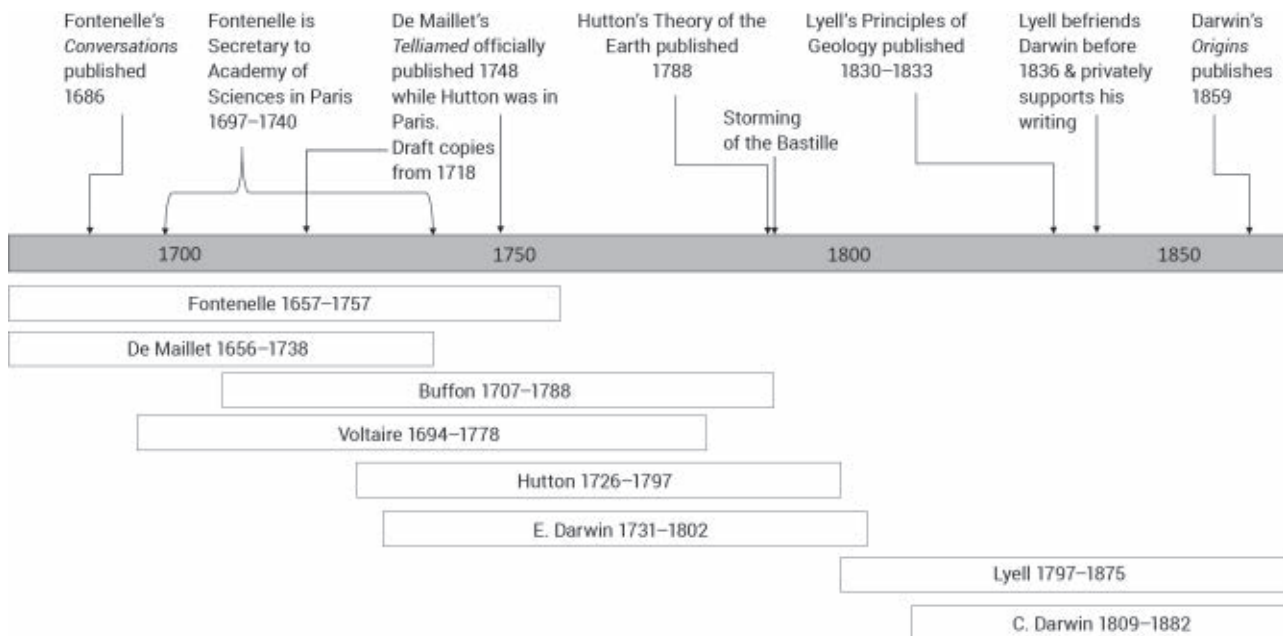 Fontenelle's
Conversations
published
1686
Fontenelle is
Secretary to
Academy of
Sciences in Paris
1697–1740
De Maillet's
Telliamed officially
published 1748
while Hutton was in
Paris.
Draft copies
from 1718
Hutton's Theory of the
Earth published
1788
Storming
of the Bastille
Lyell's Principles of
Geology published
1830–1833
Lyell befriends
Darwin before
1836 & privately
supports his
writing
Darwin's
Origins
publishes
1859
1700
1750
1800
1850
Fontenelle 1657–1757
De Maillet 1656–1738
Buffon 1707–1788
Voltaire 1694–1778
Hutton 1726–1797
E. Darwin 1731–1802
Lyell 1797–1875
C. Darwin 1809–1882